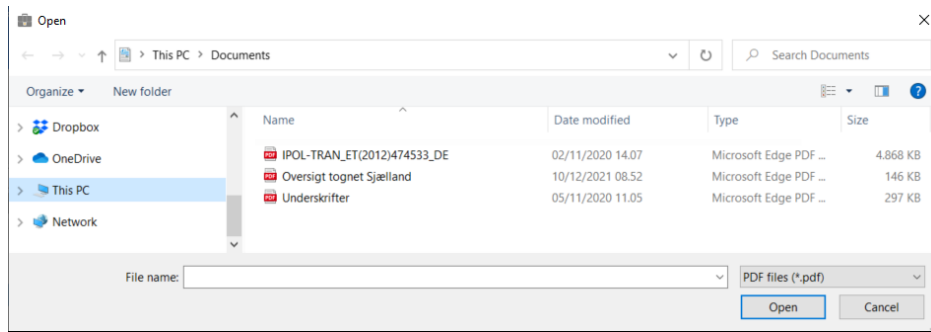 Open
This PC > Documents
Search Documents
Organize
New folder
Dropbox
OneDrive
This PC
Network
Name Date modified Type Size
IPOL-TRAN_ET(2012)474533_DE 02/11/2020 14.07 Microsoft Edge PDF ... 4.868 KB
Oversigt tognet Sjælland 10/12/2021 08.52 Microsoft Edge PDF ... 146 KB
Underskrifter 05/11/2020 11.05 Microsoft Edge PDF ... 297 KB
File name:
PDF files (*.pdf)
Open
Cancel